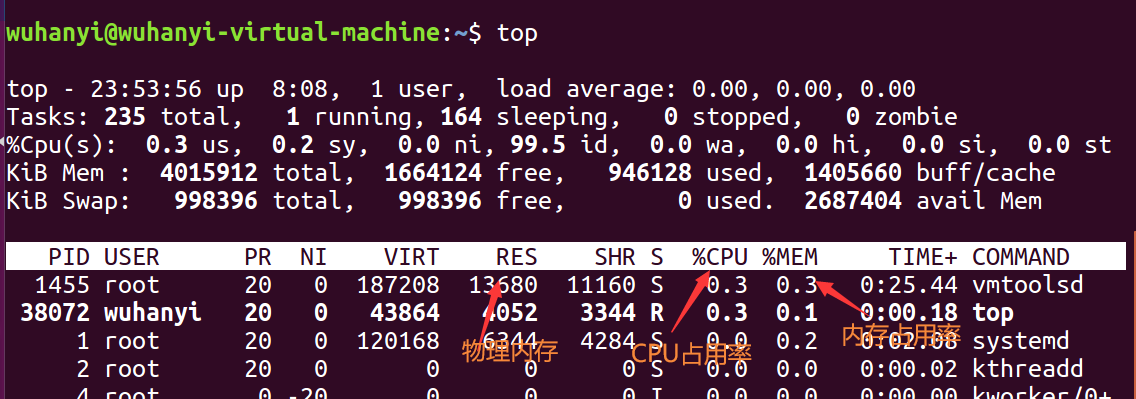 wuhanyi@wuhanyi-virtual-machine:~$ top
top - 23:53:56 up  8:08,  1 user,  load average: 0.00, 0.00, 0.00
Tasks: 235 total,   1 running, 164 sleeping,   0 stopped,   0 zombie
%Cpu(s):  0.3 us,  0.2 sy,  0.0 ni, 99.5 id,  0.0 wa,  0.0 hi,  0.0 si,  0.0 st
KiB Mem :  4015912 total,  1664124 free,   946128 used,  1405660 buff/cache
KiB Swap:   998396 total,   998396 free,        0 used.  2687404 avail Mem
PID USER      PR  NI    VIRT    RES    SHR S  %CPU %MEM     TIME+ COMMAND
1455 root      20   0  187208  13680  11160 S   0.3  0.3   0:25.44 vmtoolsd
38072 wuhanyi   20   0   43864   4052   3344 R   0.3  0.1   0:00.18 top
1 root      20   0  120168   6344   4284 S   0.0  0.2   0:02.08 systemd
物理内存 CPU占用率 内存占用率
2 root      20   0       0      0      0 S   0.0  0.0   0:00.02 kthreadd
4 root       0 -20       0      0      0 I   0.0  0.0   0:00.00 kworker/0+